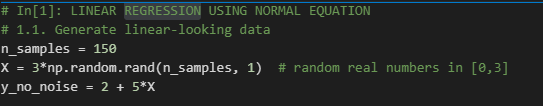 # In[1]: LINEAR REGRESSION USING NORMAL EQUATION
# 1.1. Generate linear-looking data
n_samples = 150
X = 3*np.random.rand(n_samples, 1)  # random real numbers in [0,3]
y_no_noise = 2 + 5*X